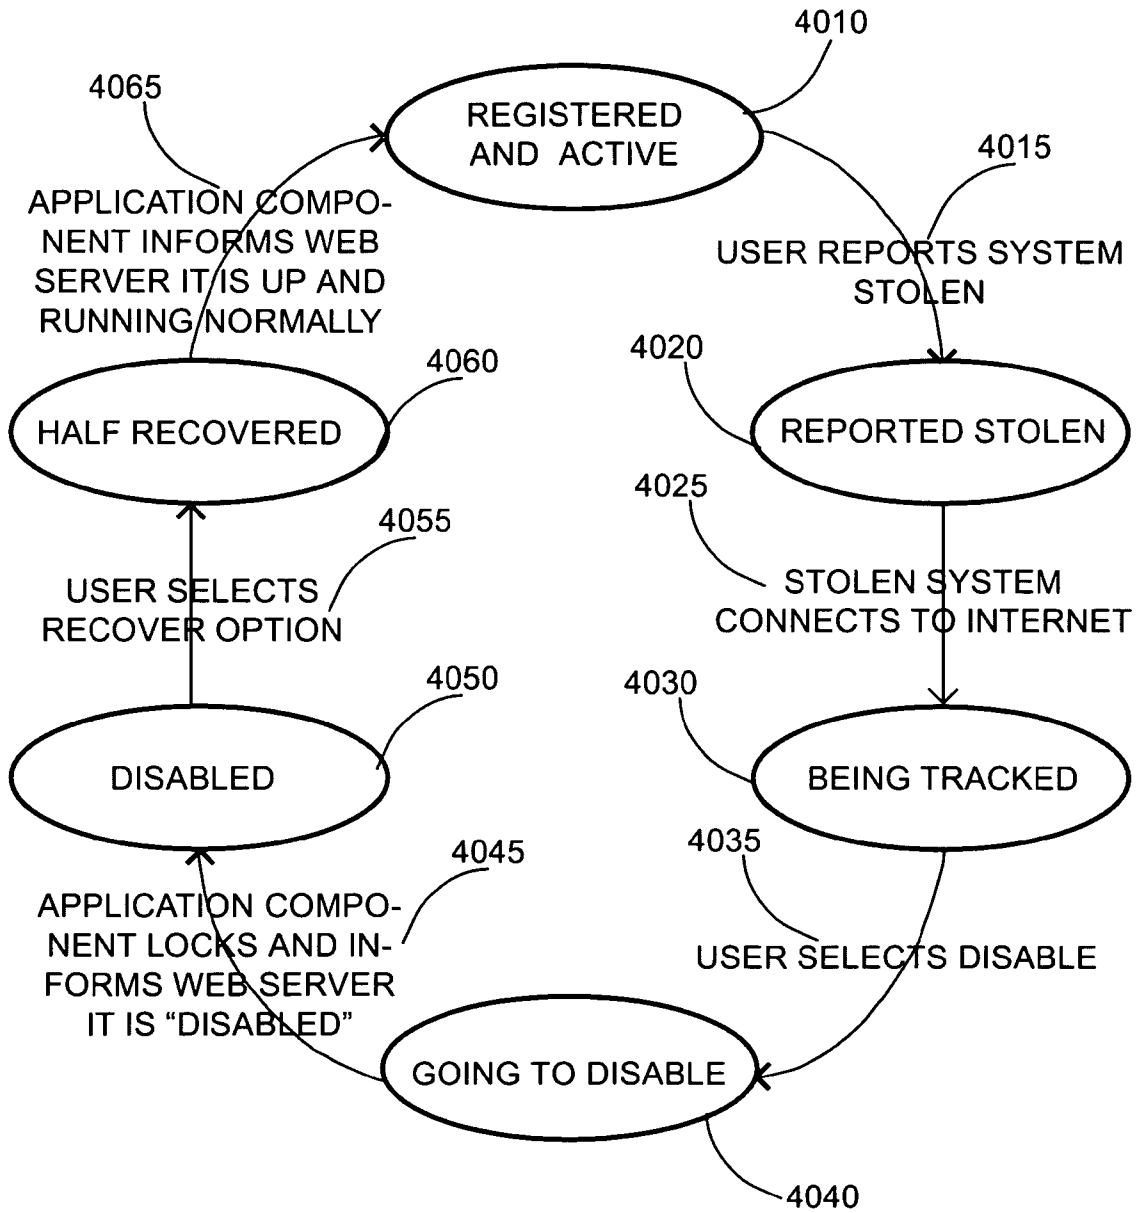 4010
4065
REGISTERED
AND ACTIVE
4015
APPLICATION COMPO-
NENT INFORMS WEB
SERVER IT IS UP AND
RUNNING NORMALLY
USER REPORTS SYSTEM
STOLEN
4020
4060
HALF RECOVERED
REPORTED STOLEN
4025
4055
USER SELECTS
RECOVER OPTION
STOLEN SYSTEM
CONNECTS TO INTERNET
4050
4030
DISABLED
BEING TRACKED
4035
4045
APPLICATION COMPO-
NENT LOCKS AND IN-
FORMS WEB SERVER
IT IS “DISABLED”
USER SELECTS DISABLE
GOING TO DISABLE
4040